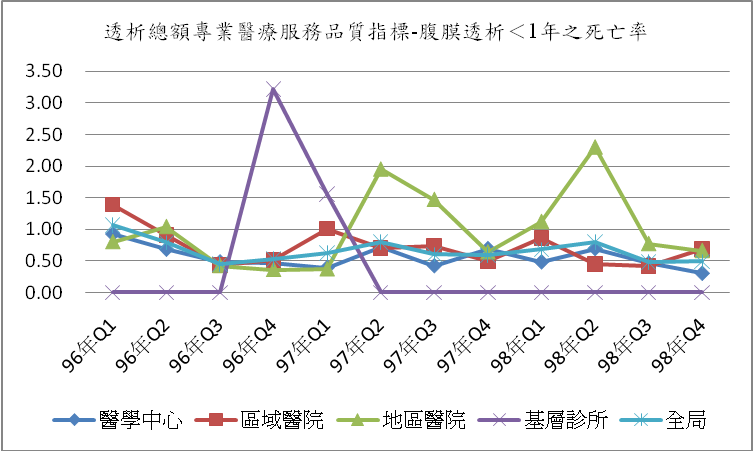 透析總額專業醫療服務品質指標-腹膜透析＜1年之死亡率
3.50
3.00
2.50
2.00
1.50
1.00
0.50
0.00
96年Q1
96年Q2
96年Q3
96年Q4
97年Q1
97年Q2
97年Q3
97年Q4
98年Q1
98年Q2
98年Q3
98年Q4
醫學中心 區域醫院 地區醫院 基層診所 全局